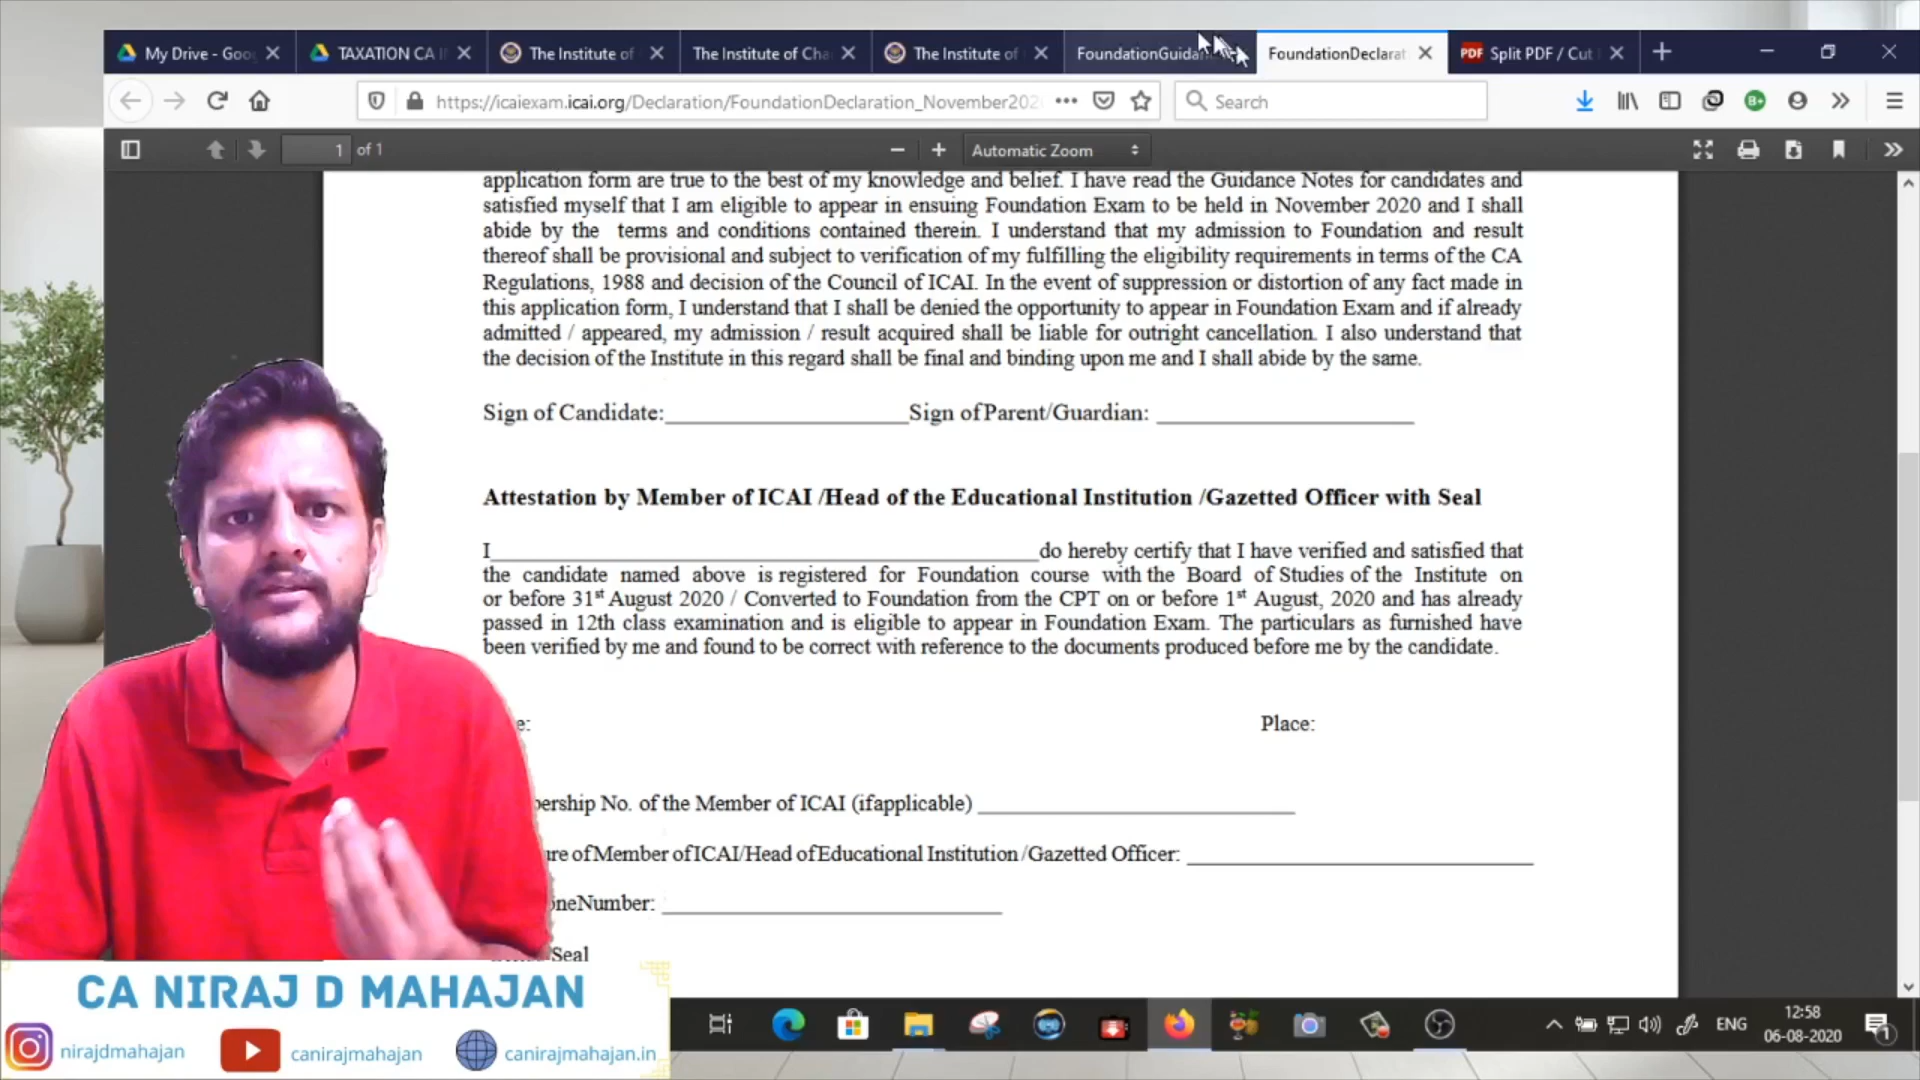 My Drive - Goo
TAXATION CA I
The Institute of
The Institute of Cha
The Institute of
FoundationGuida
FoundationDeclarat
PDF
Split PDF / Cut
https://icaiexam.icai.org/Declaration/FoundationDeclaration_November202
Search
1 of 1
Automatic Zoom
application form are true to the best of my knowledge and belief. I have read the Guidance Notes for candidates and
satisfied myself that I am eligible to appear in ensuing Foundation Exam to be held in November 2020 and I shall
abide by the terms and conditions contained therein. I understand that my admission to Foundation and result
thereof shall be provisional and subject to verification of my fulfilling the eligibility requirements in terms of the CA
Regulations, 1988 and decision of the Council of ICAI. In the event of suppression or distortion of any fact made in
this application form, I understand that I shall be denied the opportunity to appear in Foundation Exam and if already
admitted / appeared, my admission / result acquired shall be liable for outright cancellation. I also understand that
the decision of the Institute in this regard shall be final and binding upon me and I shall abide by the same.
Sign of Candidate:____________________Sign of Parent/Guardian: ____________________
Attestation by Member of ICAI /Head of the Educational Institution /Gazetted Officer with Seal
I____________________do hereby certify that I have verified and satisfied that
the candidate named above is registered for Foundation course with the Board of Studies of the Institute on
or before 31st August 2020 / Converted to Foundation from the CPT on or before 1st August, 2020 and has already
passed in 12th class examination and is eligible to appear in Foundation Exam. The particulars as furnished have
been verified by me and found to be correct with reference to the documents produced before me by the candidate.
e:
Place:
bership No. of the Member of ICAI (ifapplicable) ____________________
ure of Member of ICAI/Head of Educational Institution /Gazetted Officer: ____________________
oneNumber: ____________________
Seal
CA NIRAJ D MAHAJAN
nirajdmahajan
canirajmahajan
canirajmahajan.in
ENG
12:58
06-08-2020
1